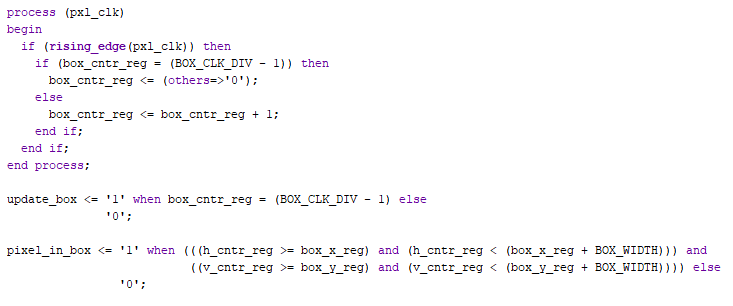 process (pxl_clk)
begin
  if (rising_edge(pxl_clk)) then
    if (box_cntr_reg = (BOX_CLK_DIV - 1)) then
      box_cntr_reg <= (others=>'0');
    else
      box_cntr_reg <= box_cntr_reg + 1;
    end if;
  end if;
end process;

update_box <= '1' when box_cntr_reg = (BOX_CLK_DIV - 1) else
              '0';

pixel_in_box <= '1' when (((h_cntr_reg >= box_x_reg) and (h_cntr_reg < (box_x_reg + BOX_WIDTH))) and
                          ((v_cntr_reg >= box_y_reg) and (v_cntr_reg < (box_y_reg + BOX_WIDTH)))) else
                '0';